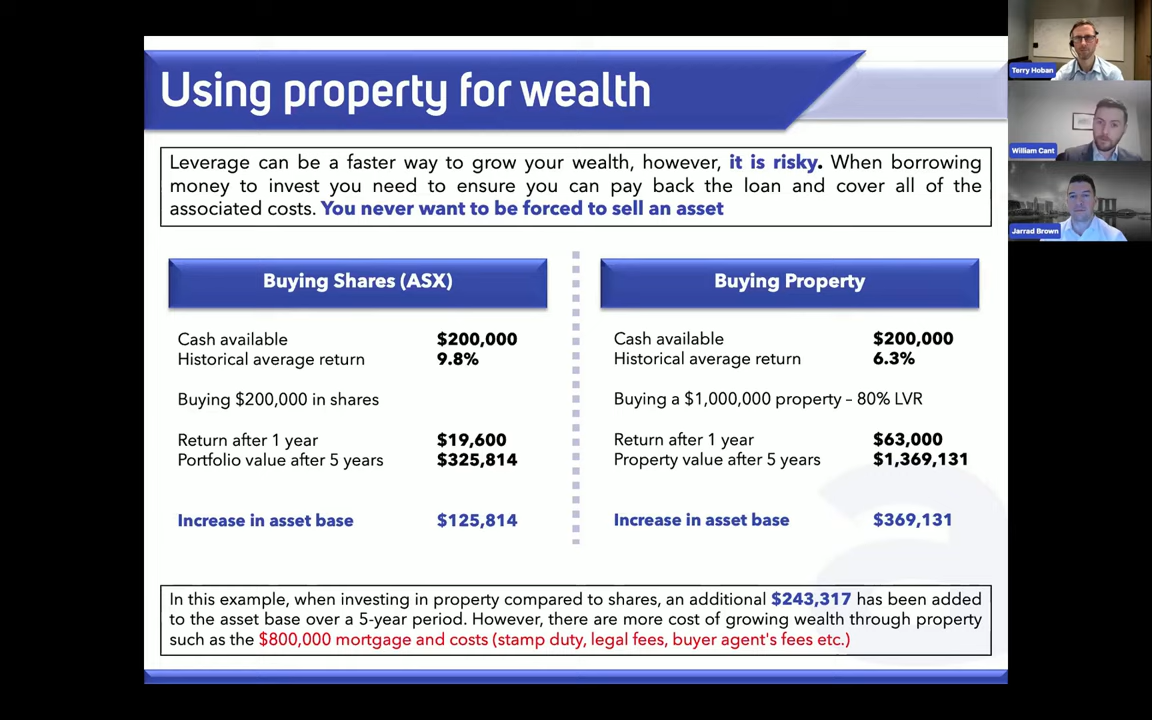 Using property for wealth
Leverage can be a faster way to grow your wealth, however, it is risky. When borrowing
money to invest you need to ensure you can pay back the loan and cover all of the
associated costs. You never want to be forced to sell an asset
Buying Shares (ASX)
Cash available $200,000
Historical average return 9.8%
Buying $200,000 in shares
Return after 1 year $19,600
Portfolio value after 5 years $325,814
Increase in asset base $125,814
Buying Property
Cash available $200,000
Historical average return 6.3%
Buying a $1,000,000 property – 80% LVR
Return after 1 year $63,000
Property value after 5 years $1,369,131
Increase in asset base $369,131
In this example, when investing in property compared to shares, an additional $243,317 has been added
to the asset base over a 5-year period. However, there are more cost of growing wealth through property
such as the $800,000 mortgage and costs (stamp duty, legal fees, buyer agent's fees etc.)
Terry Hoban
William Cant
Jarrad Brown